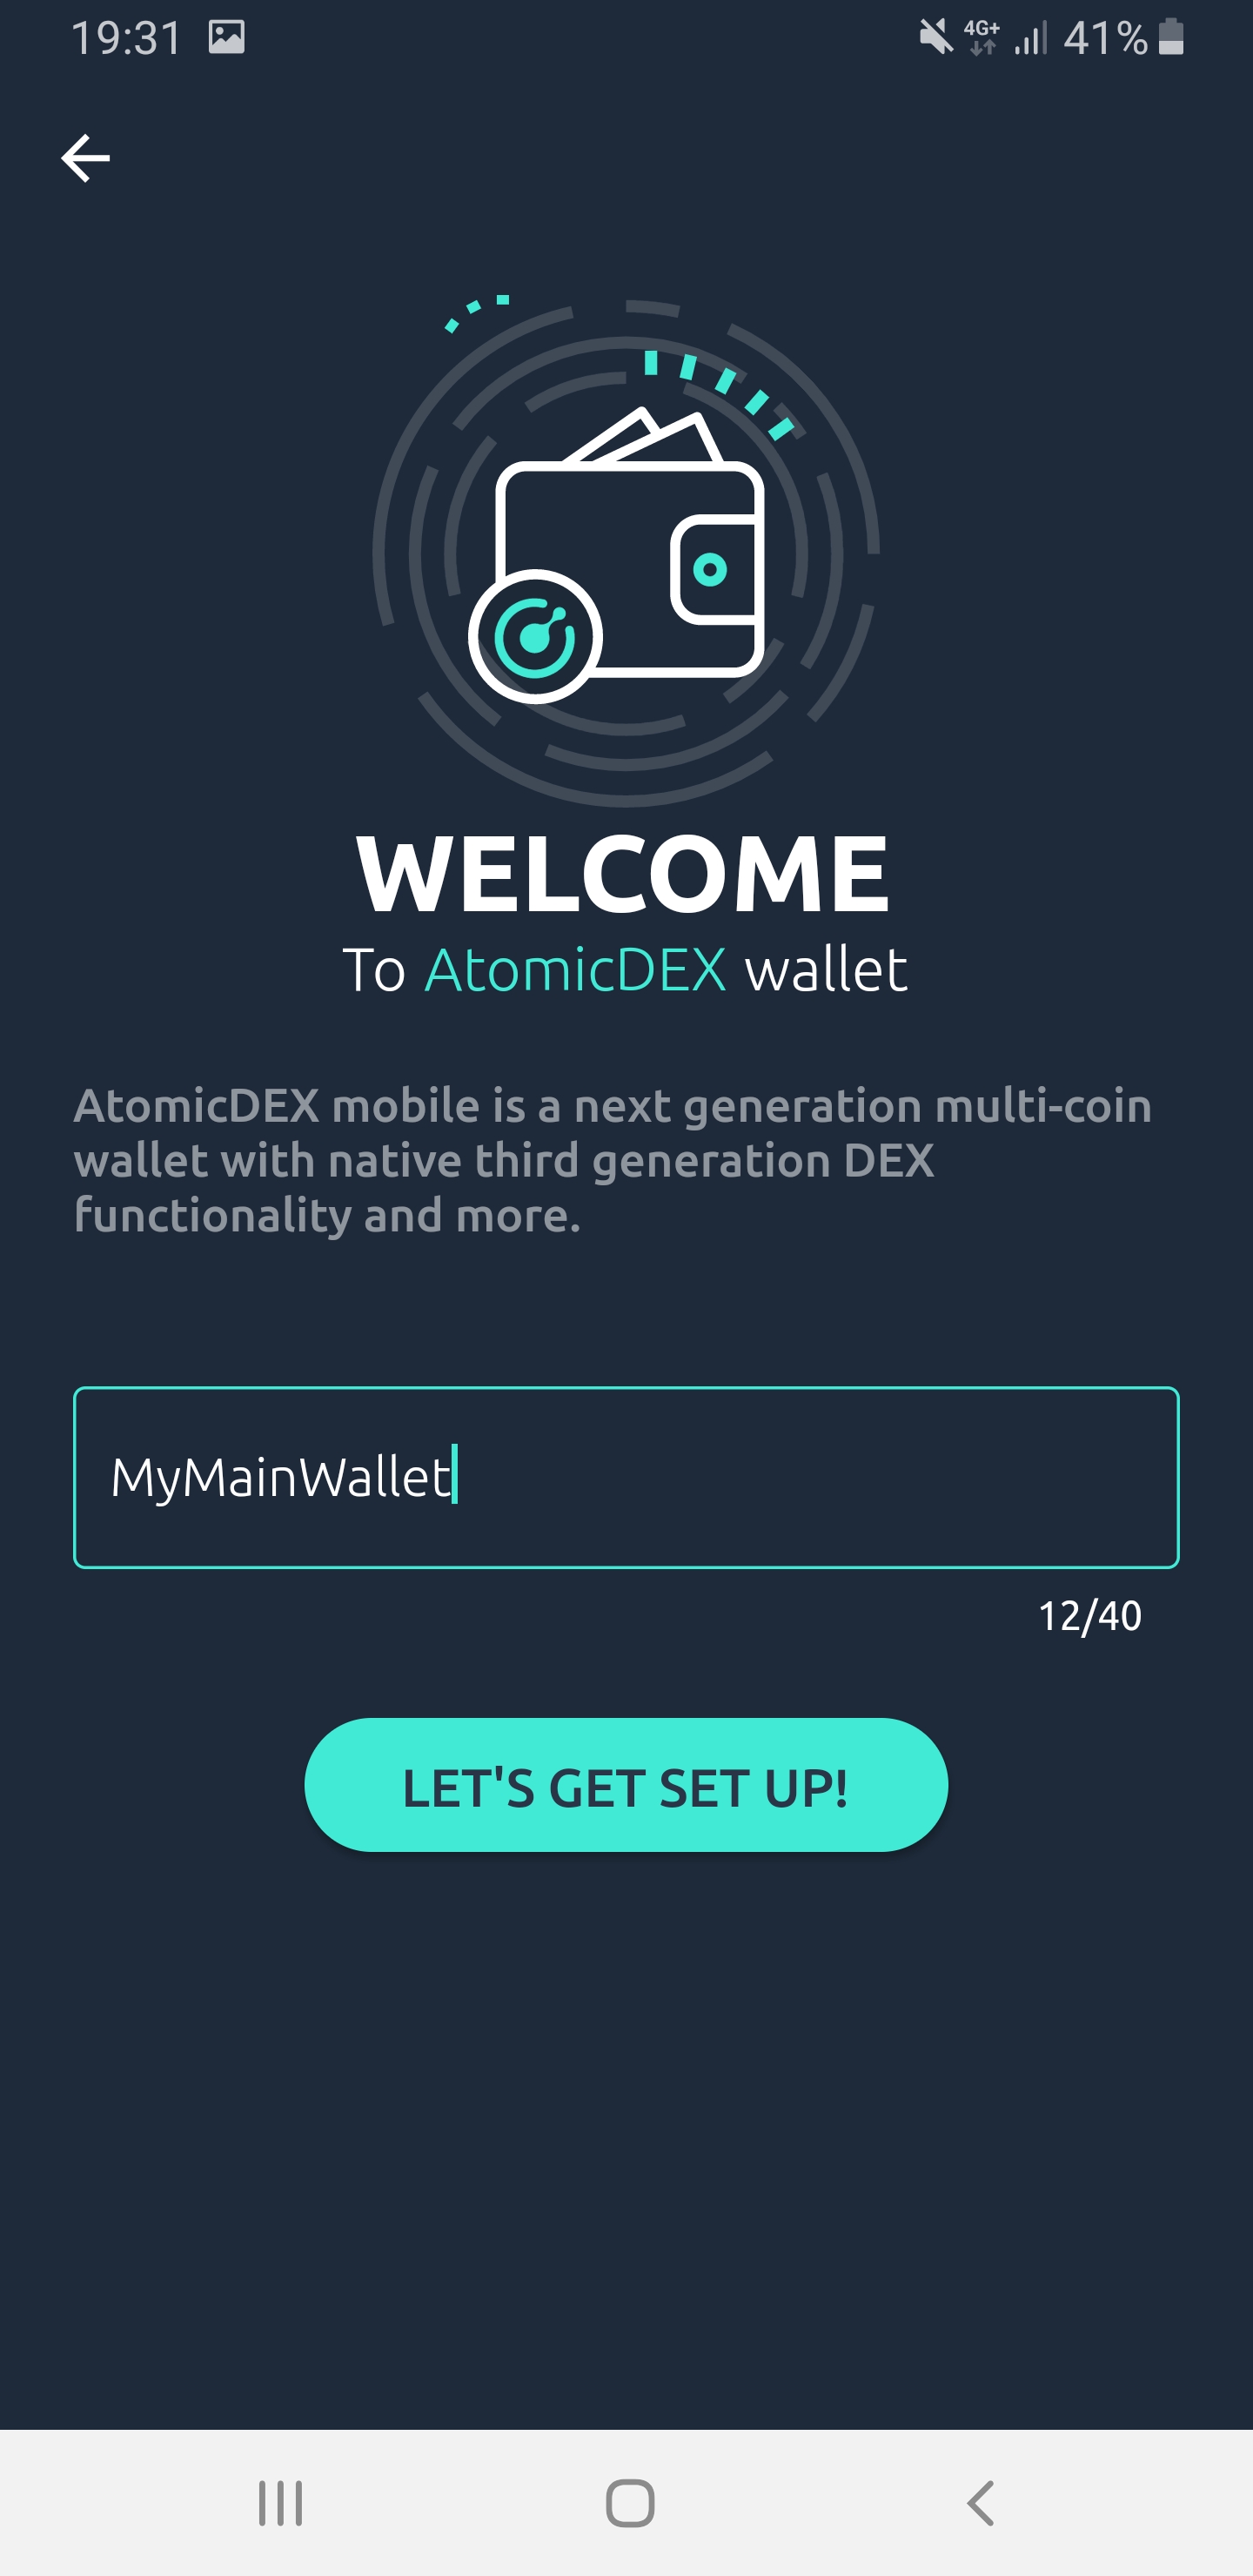 19:31
4G+ 41%
WELCOME
To AtomicDEX wallet
AtomicDEX mobile is a next generation multi-coin
wallet with native third generation DEX
functionality and more.
MyMainWallet
12/40
LET'S GET SET UP!